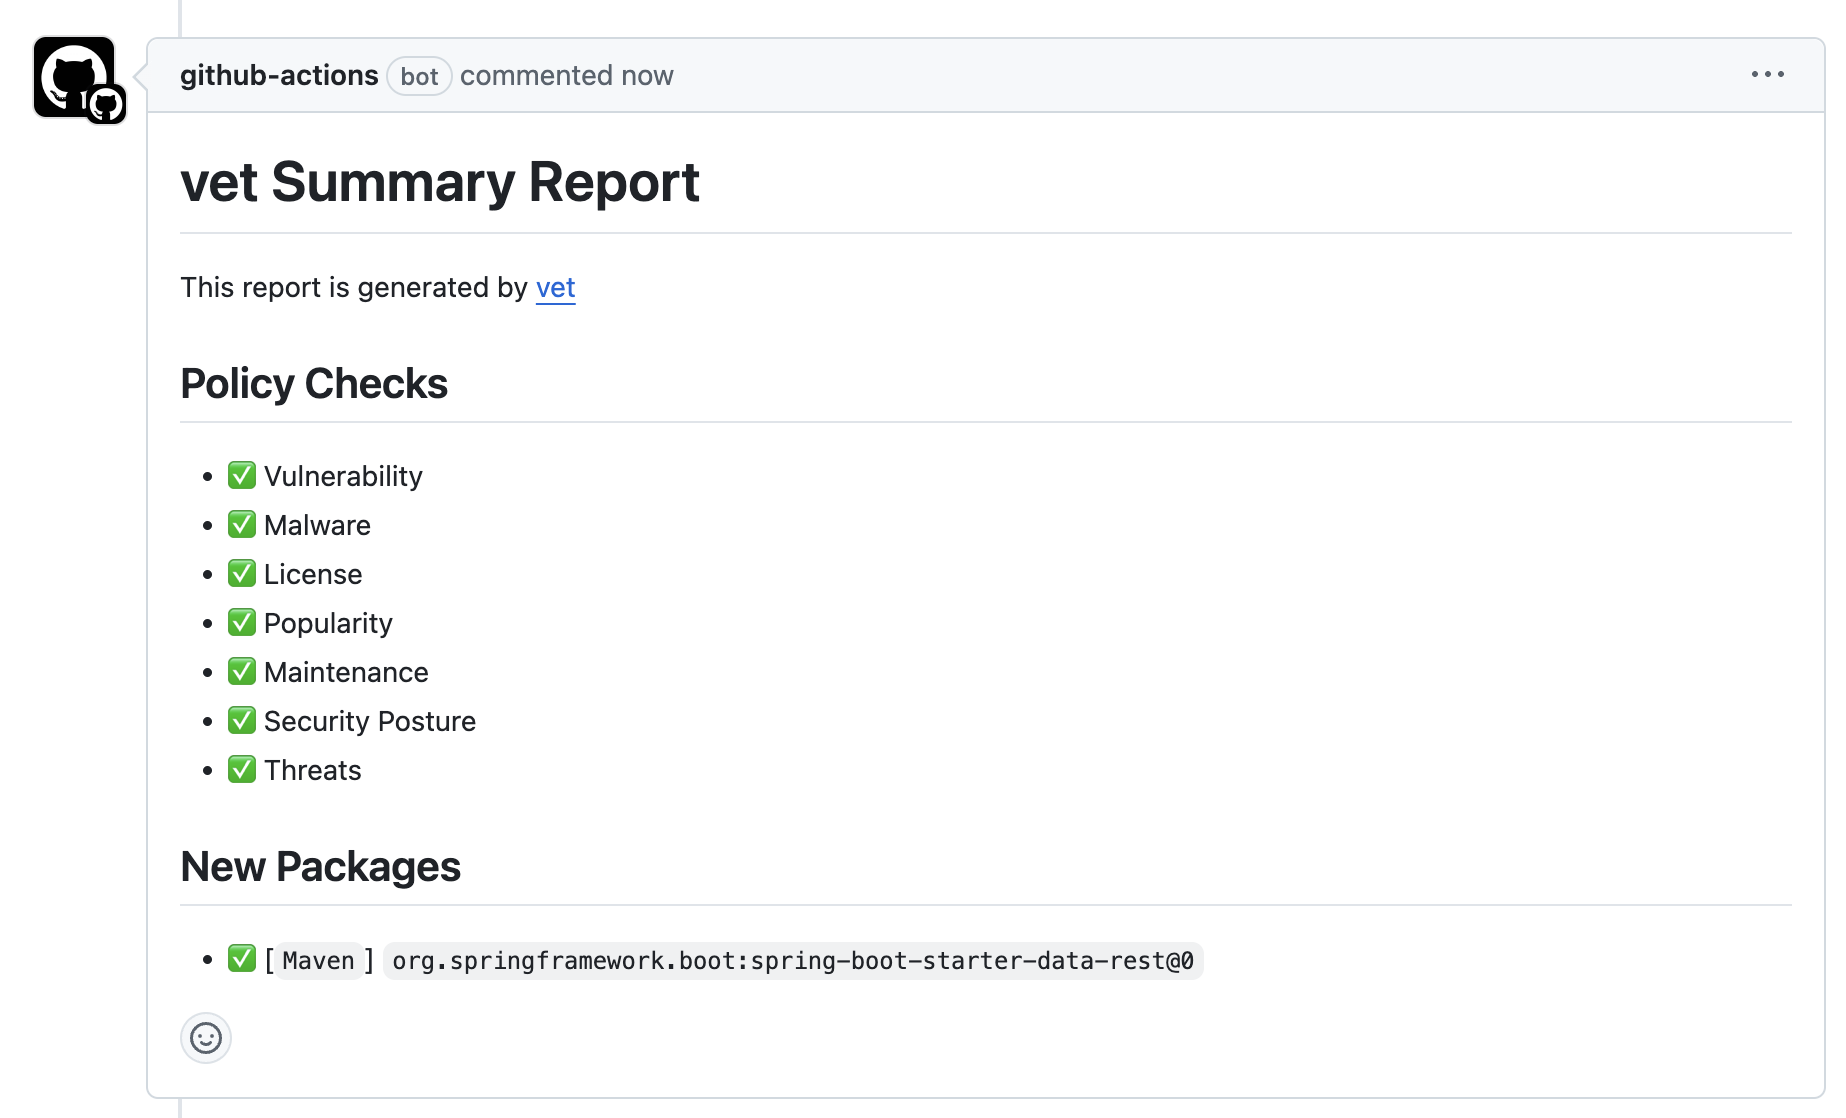 github-actions bot commented now
vet Summary Report
This report is generated by vet
Policy Checks
• ✅ Vulnerability
• ✅ Malware
• ✅ License
• ✅ Popularity
• ✅ Maintenance
• ✅ Security Posture
• ✅ Threats
New Packages
• ✅ [Maven] org.springframework.boot:spring-boot-starter-data-rest@0